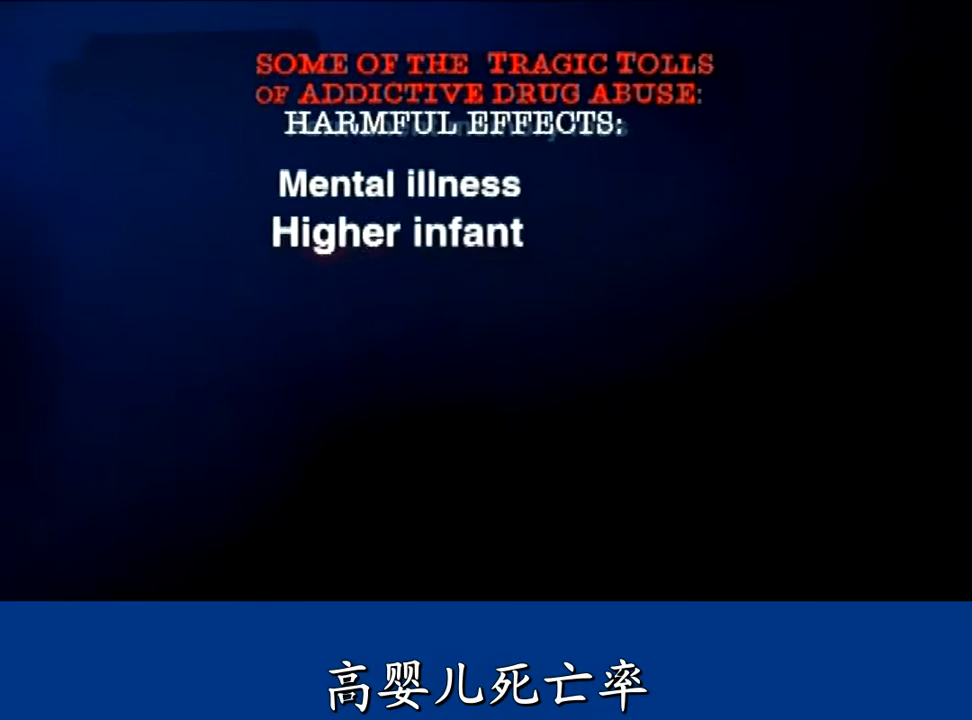 SOME OF THE TRAGIC TOLLS
OF ADDICTIVE DRUG ABUSE:
HARMFUL EFFECTS:
Mental illness
Higher infant
高婴儿死亡率